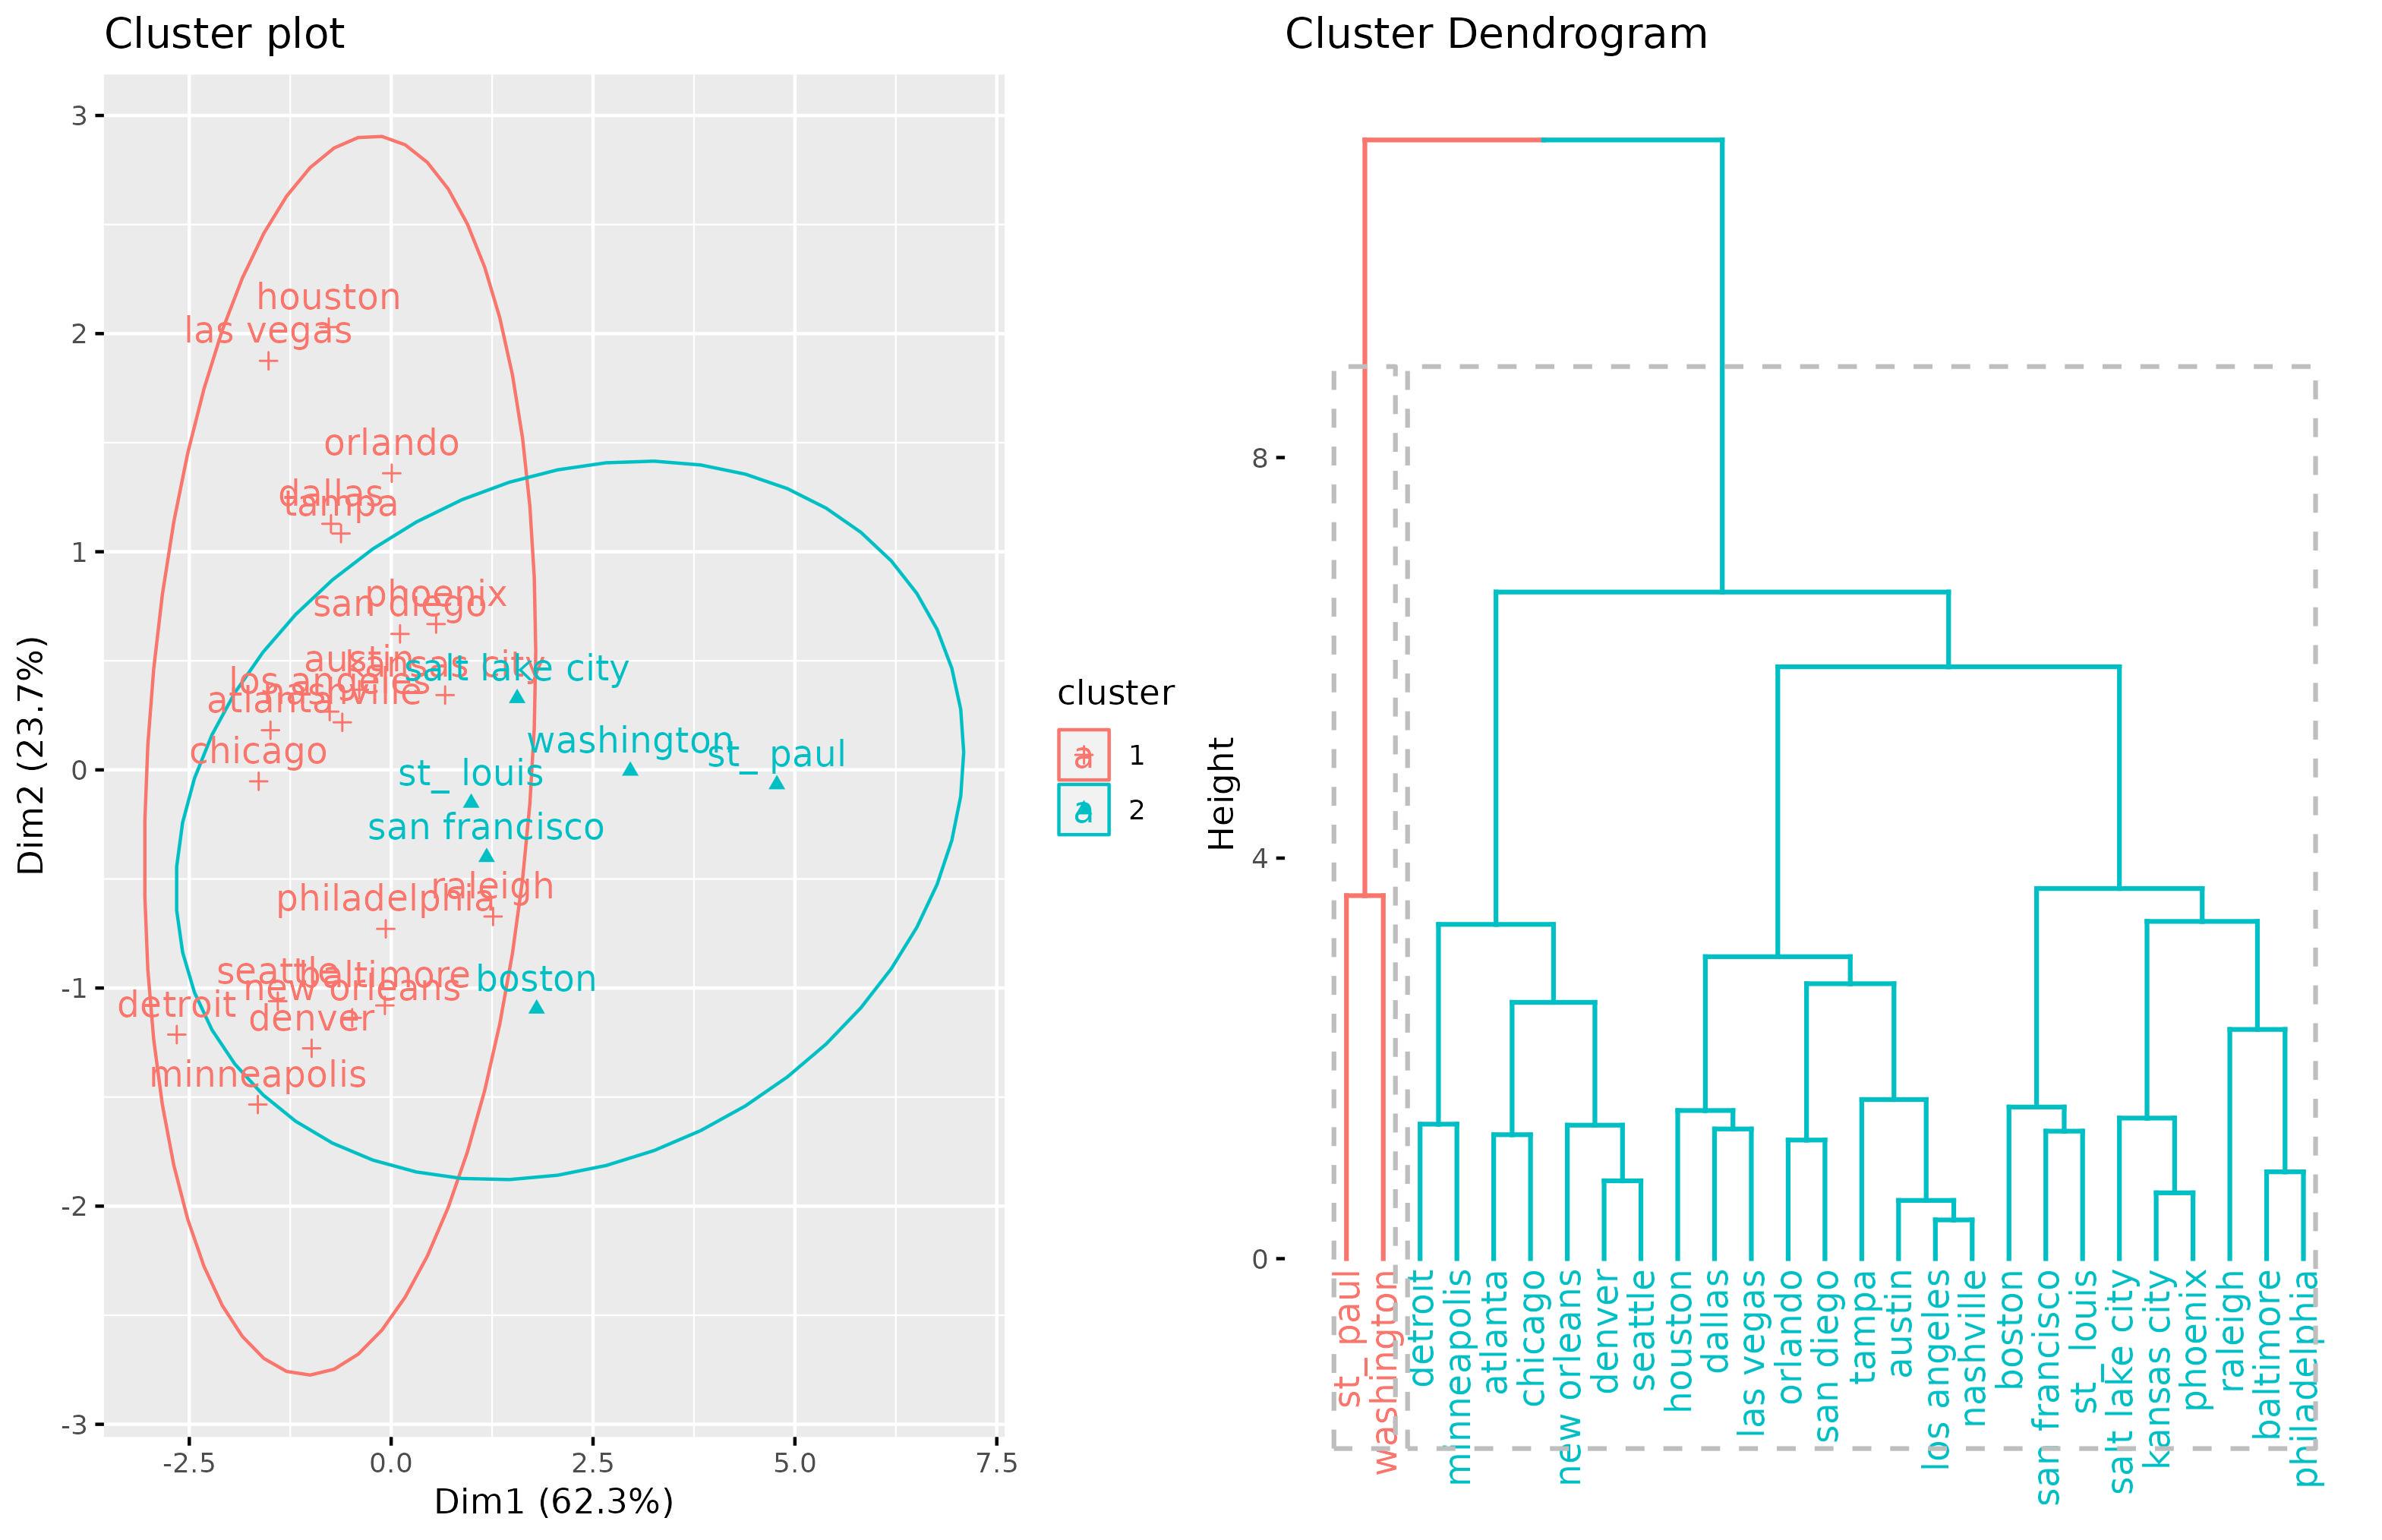 Cluster plot
3
2
1
0
-1
-2
-3
Dim2 (23.7%)
houston
las vegas
orlando
dallas
tampa
phoenix
san diego
austin
kansas city
salt lake city
los angeles
nashville
atlanta
chicago
washington
st_ paul
st_ louis
san francisco
raleigh
philadelphia
seattle
baltimore
boston
new orleans
detroit
denver
minneapolis
-2.5
0.0
2.5
5.0
7.5
Dim1 (62.3%)
cluster
a 1
a 2
Cluster Dendrogram
Height
8
4
0
st_ paul
washington
detroit
minneapolis
atlanta
chicago
new orleans
denver
seattle
houston
dallas
las vegas
orlando
san diego
tampa
austin
los angeles
nashville
boston
san francisco
st_ louis
salt lake city
kansas city
phoenix
raleigh
baltimore
philadelphia